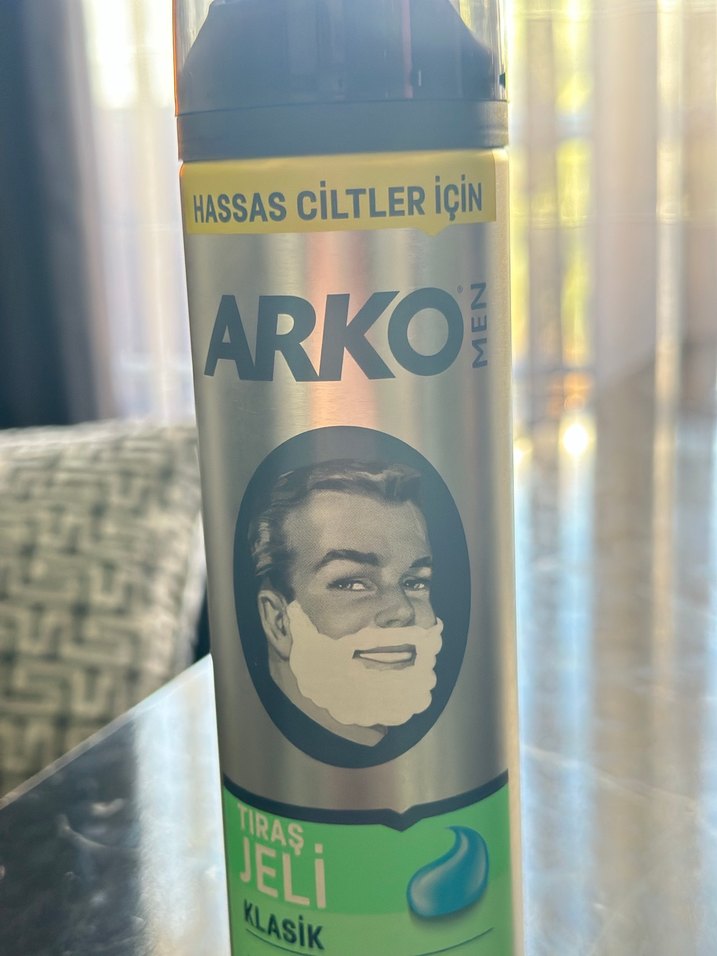 HASSAS CİLTLER İÇİN
ARKO® MEN
TIRAŞ
JELİ
KLASİK